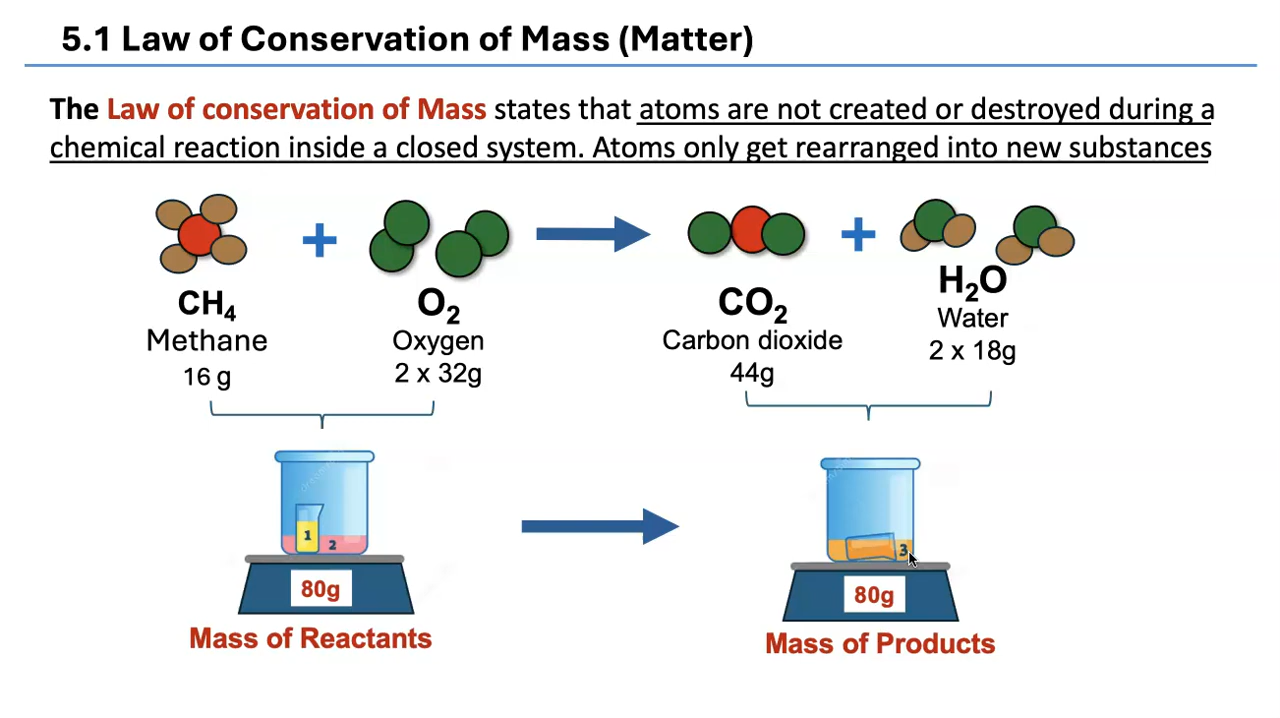 5.1 Law of Conservation of Mass (Matter)
The Law of conservation of Mass states that atoms are not created or destroyed during a
chemical reaction inside a closed system. Atoms only get rearranged into new substances
+
+
CH₄
O₂
CO₂
H₂O
Methane
Oxygen
Carbon dioxide
Water
16 g
2 x 32g
44g
2 x 18g
1
2
3
80g
80g
Mass of Reactants
Mass of Products